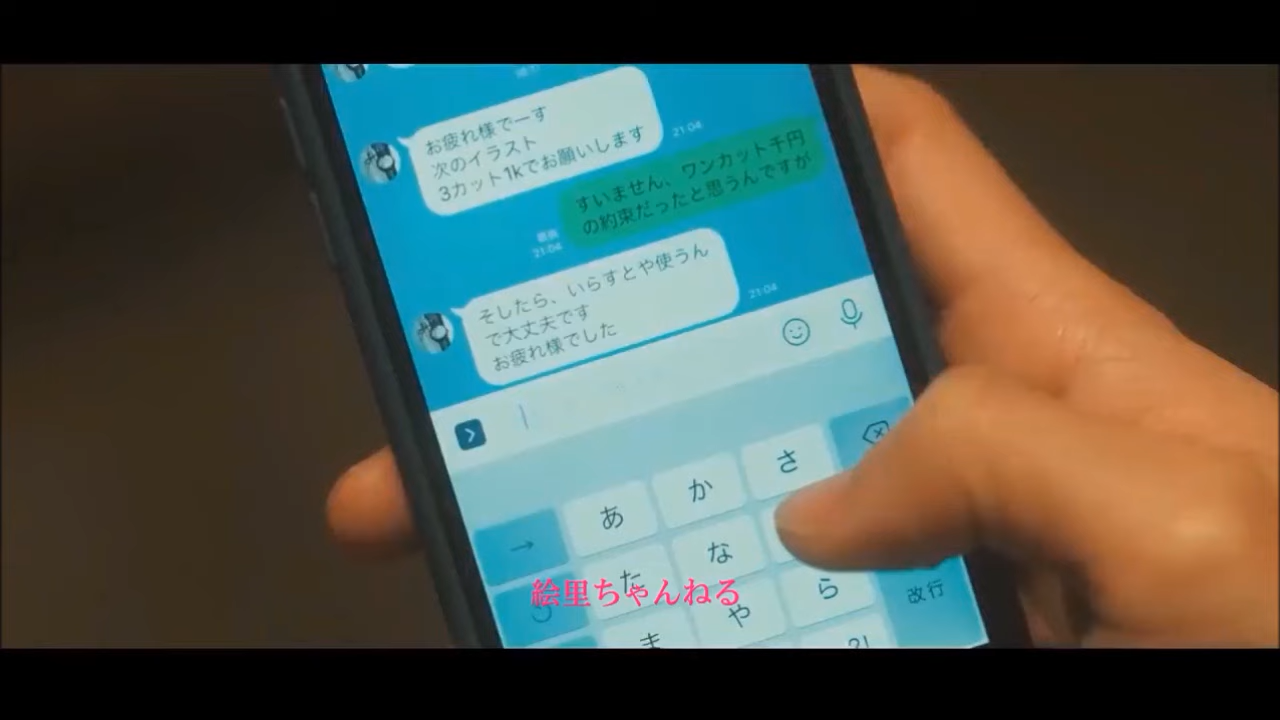 お疲れ様でーす
次のイラスト
3カット1kでお願いします
21:04
すいません、ワンカット千円
の約束だったと思うんですが
既読
21:04
そしたら、いらすとや使うん
で大丈夫です
お疲れ様でした
21:04
あ
か
さ
→
た
な
ま
や
ら
改行
?!
絵里ちゃんねる